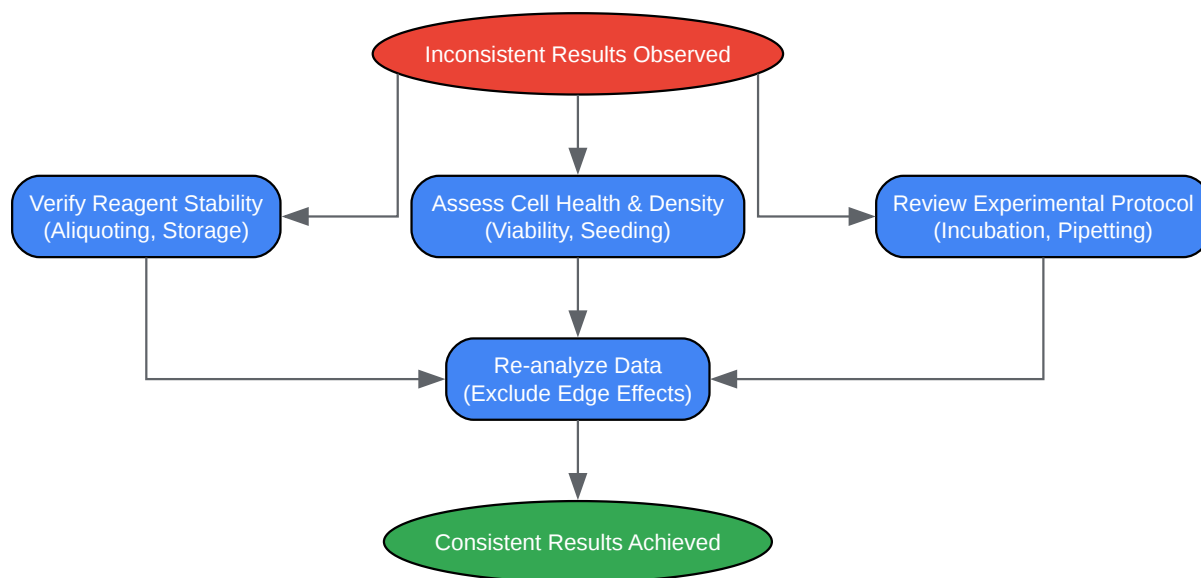 Inconsistent Results Observed
Verify Reagent Stability
(Aliquoting, Storage)
Assess Cell Health & Density
(Viability, Seeding)
Review Experimental Protocol
(Incubation, Pipetting)
Re-analyze Data
(Exclude Edge Effects)
Consistent Results Achieved